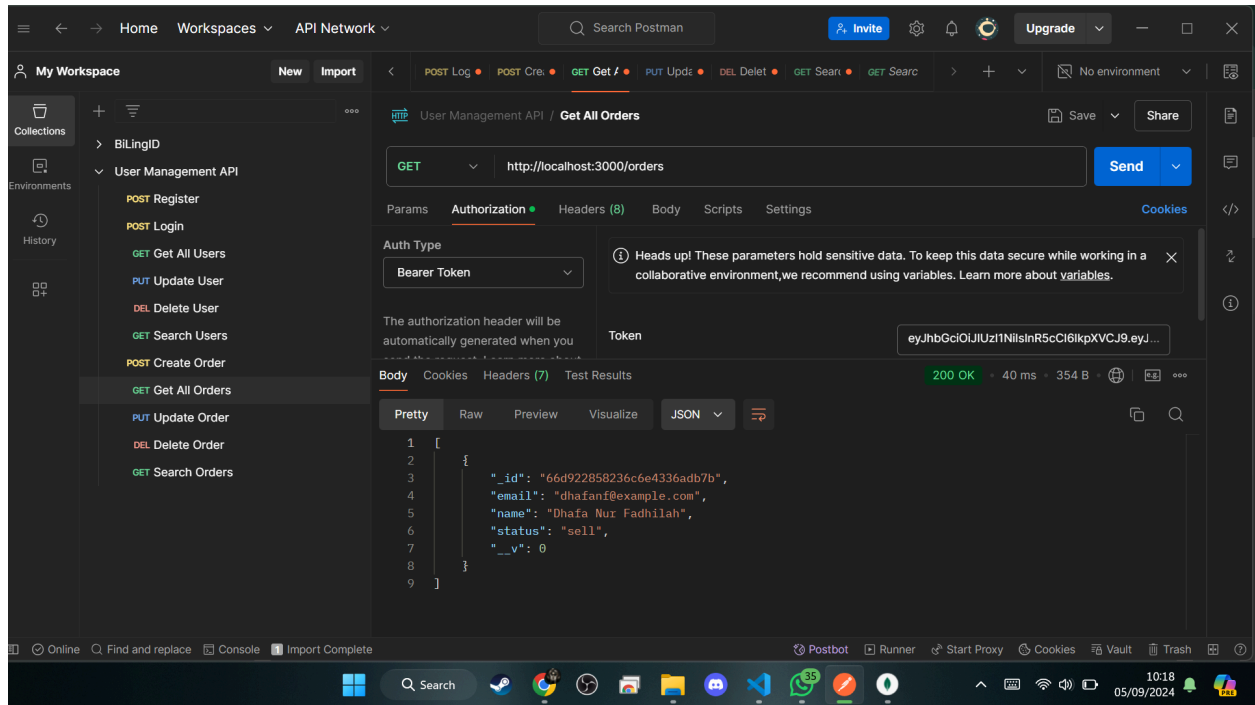 Home Workspaces API Network Search Postman Invite Upgrade
My Workspace New Import POST Log POST Cre GET Get A PUT Upda DEL Delet GET Searc GET Searc No environment
Collections
BiLingID
User Management API / Get All Orders Save Share
Environments
User Management API
GET http://localhost:3000/orders Send
POST Register
Params Authorization Headers (8) Body Scripts Settings Cookies
History
POST Login
GET Get All Users
Auth Type
Bearer Token
Heads up! These parameters hold sensitive data. To keep this data secure while working in a
collaborative environment,we recommend using variables. Learn more about variables.
PUT Update User
DEL Delete User
The authorization header will be
automatically generated when you
Token
GET Search Users
POST Create Order
Body Cookies Headers (7) Test Results 200 OK 40 ms 354 B e.g.
GET Get All Orders
Pretty Raw Preview Visualize JSON
PUT Update Order
DEL Delete Order
GET Search Orders
1 [
2 {
3 "_id": "66d922858236c6e4336adb7b",
4 "email": "dhafanf@example.com",
5 "name": "Dhafa Nur Fadhilah",
6 "status": "sell",
7 "__v": 0
8 }
9 ]
Online Find and replace Console 1 Import Complete Postbot Runner Start Proxy Cookies Vault Trash
Search 35 10:18
05/09/2024 PRE